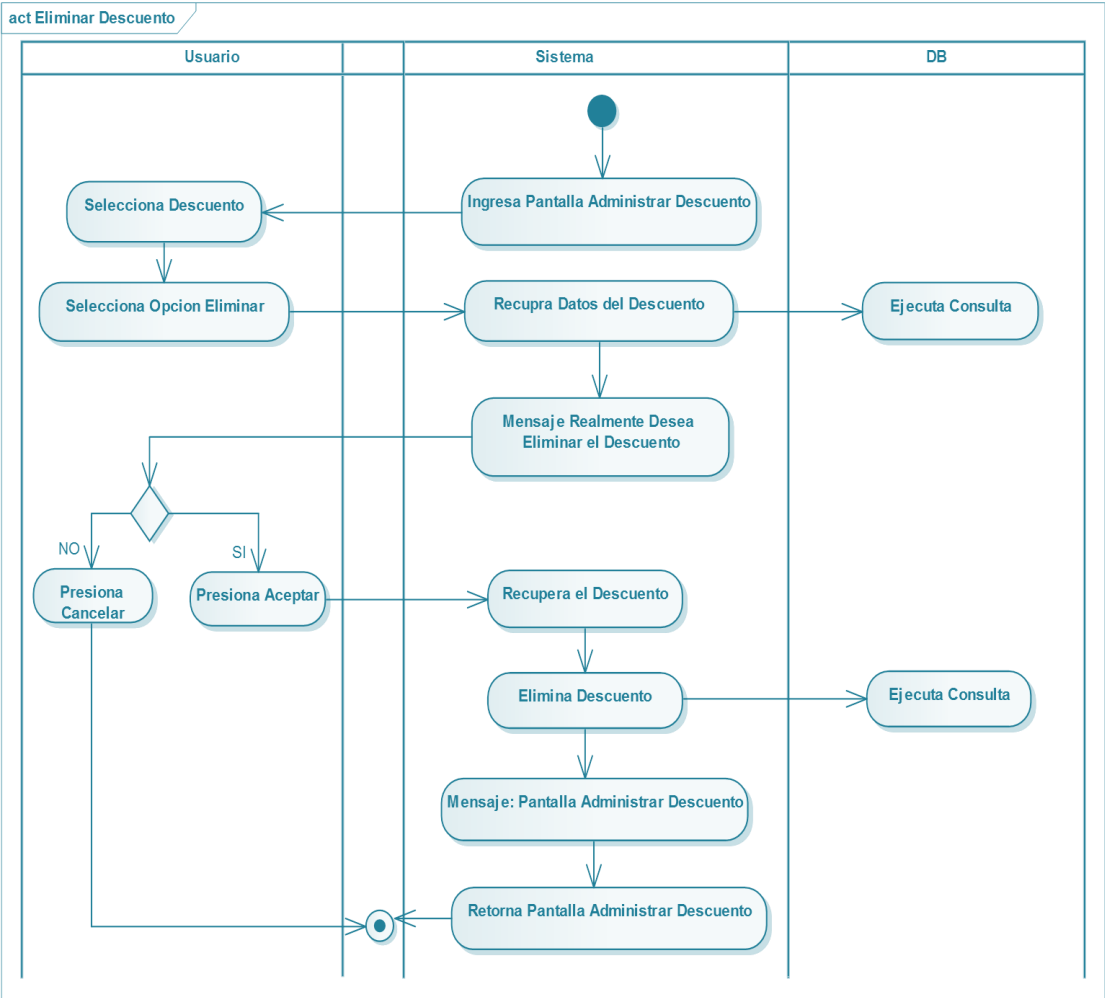 act Eliminar Descuento
Usuario
Sistema
DB
Ingresa Pantalla Administrar Descuento
Selecciona Descuento
Selecciona Opcion Eliminar
Recupra Datos del Descuento
Ejecuta Consulta
Mensaje Realmente Desea
Eliminar el Descuento
NO
SI
Presiona
Cancelar
Presiona Aceptar
Recupera el Descuento
Elimina Descuento
Ejecuta Consulta
Mensaje: Pantalla Administrar Descuento
Retorna Pantalla Administrar Descuento